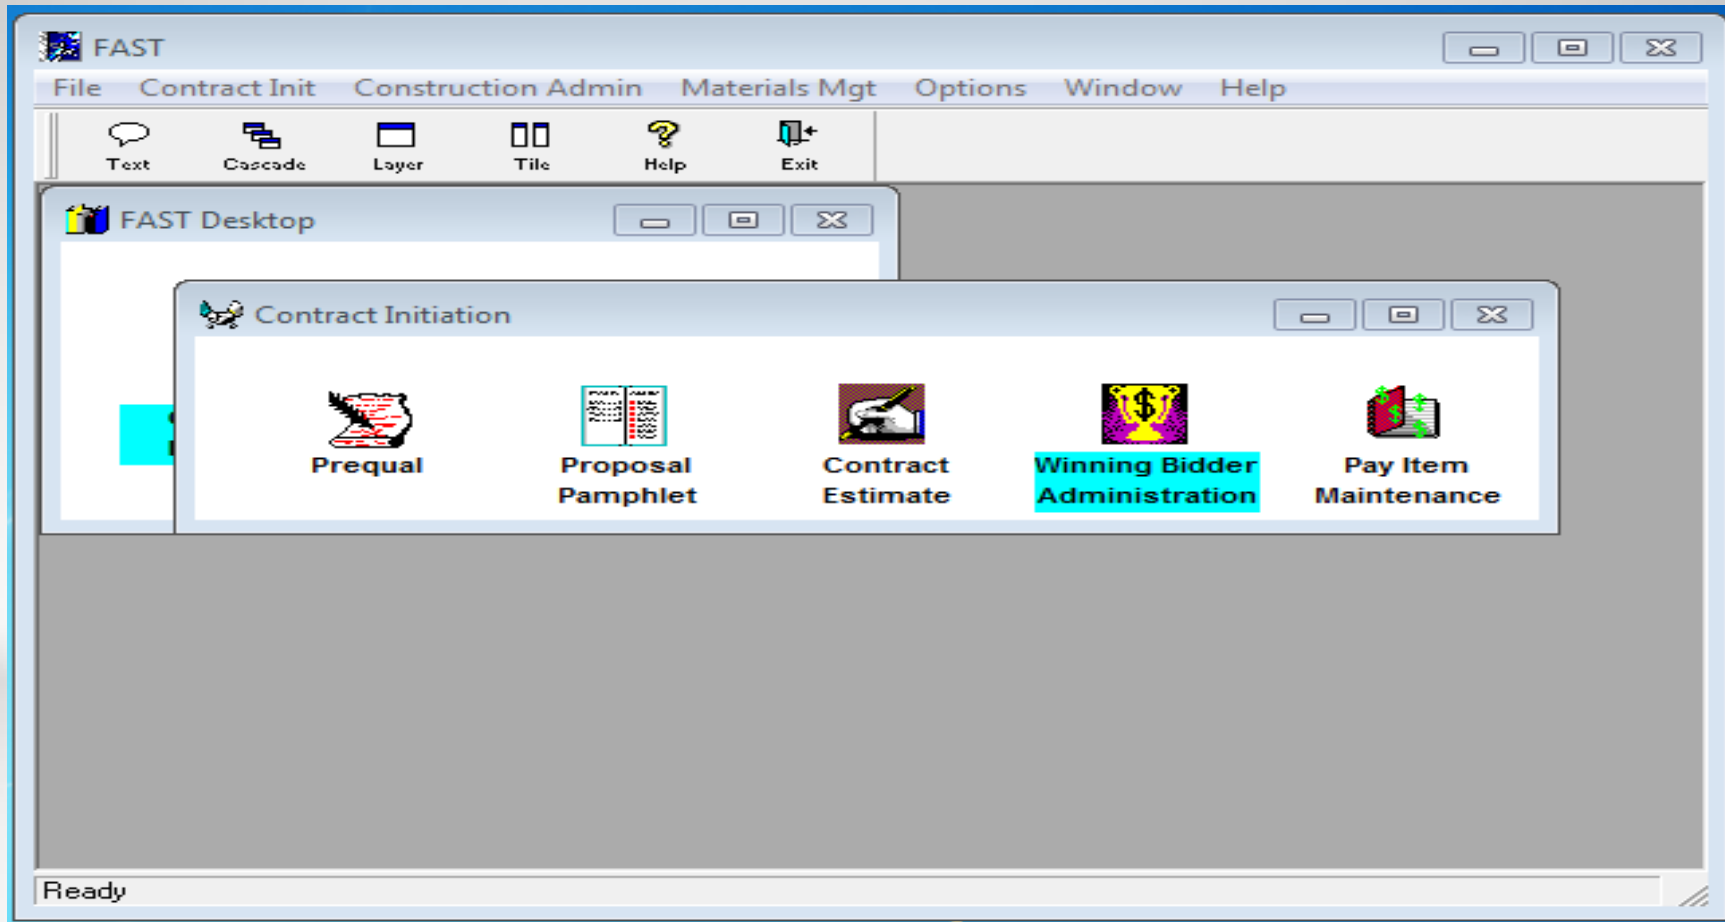 FAST
File Contract Init Construction Admin Materials Mgt Options Window Help
Text Cascade Layer Tile Help Exit
FAST Desktop
Contract Initiation
Prequal
Proposal
Pamphlet
Contract
Estimate
Winning Bidder
Administration
Pay Item
Maintenance
Ready